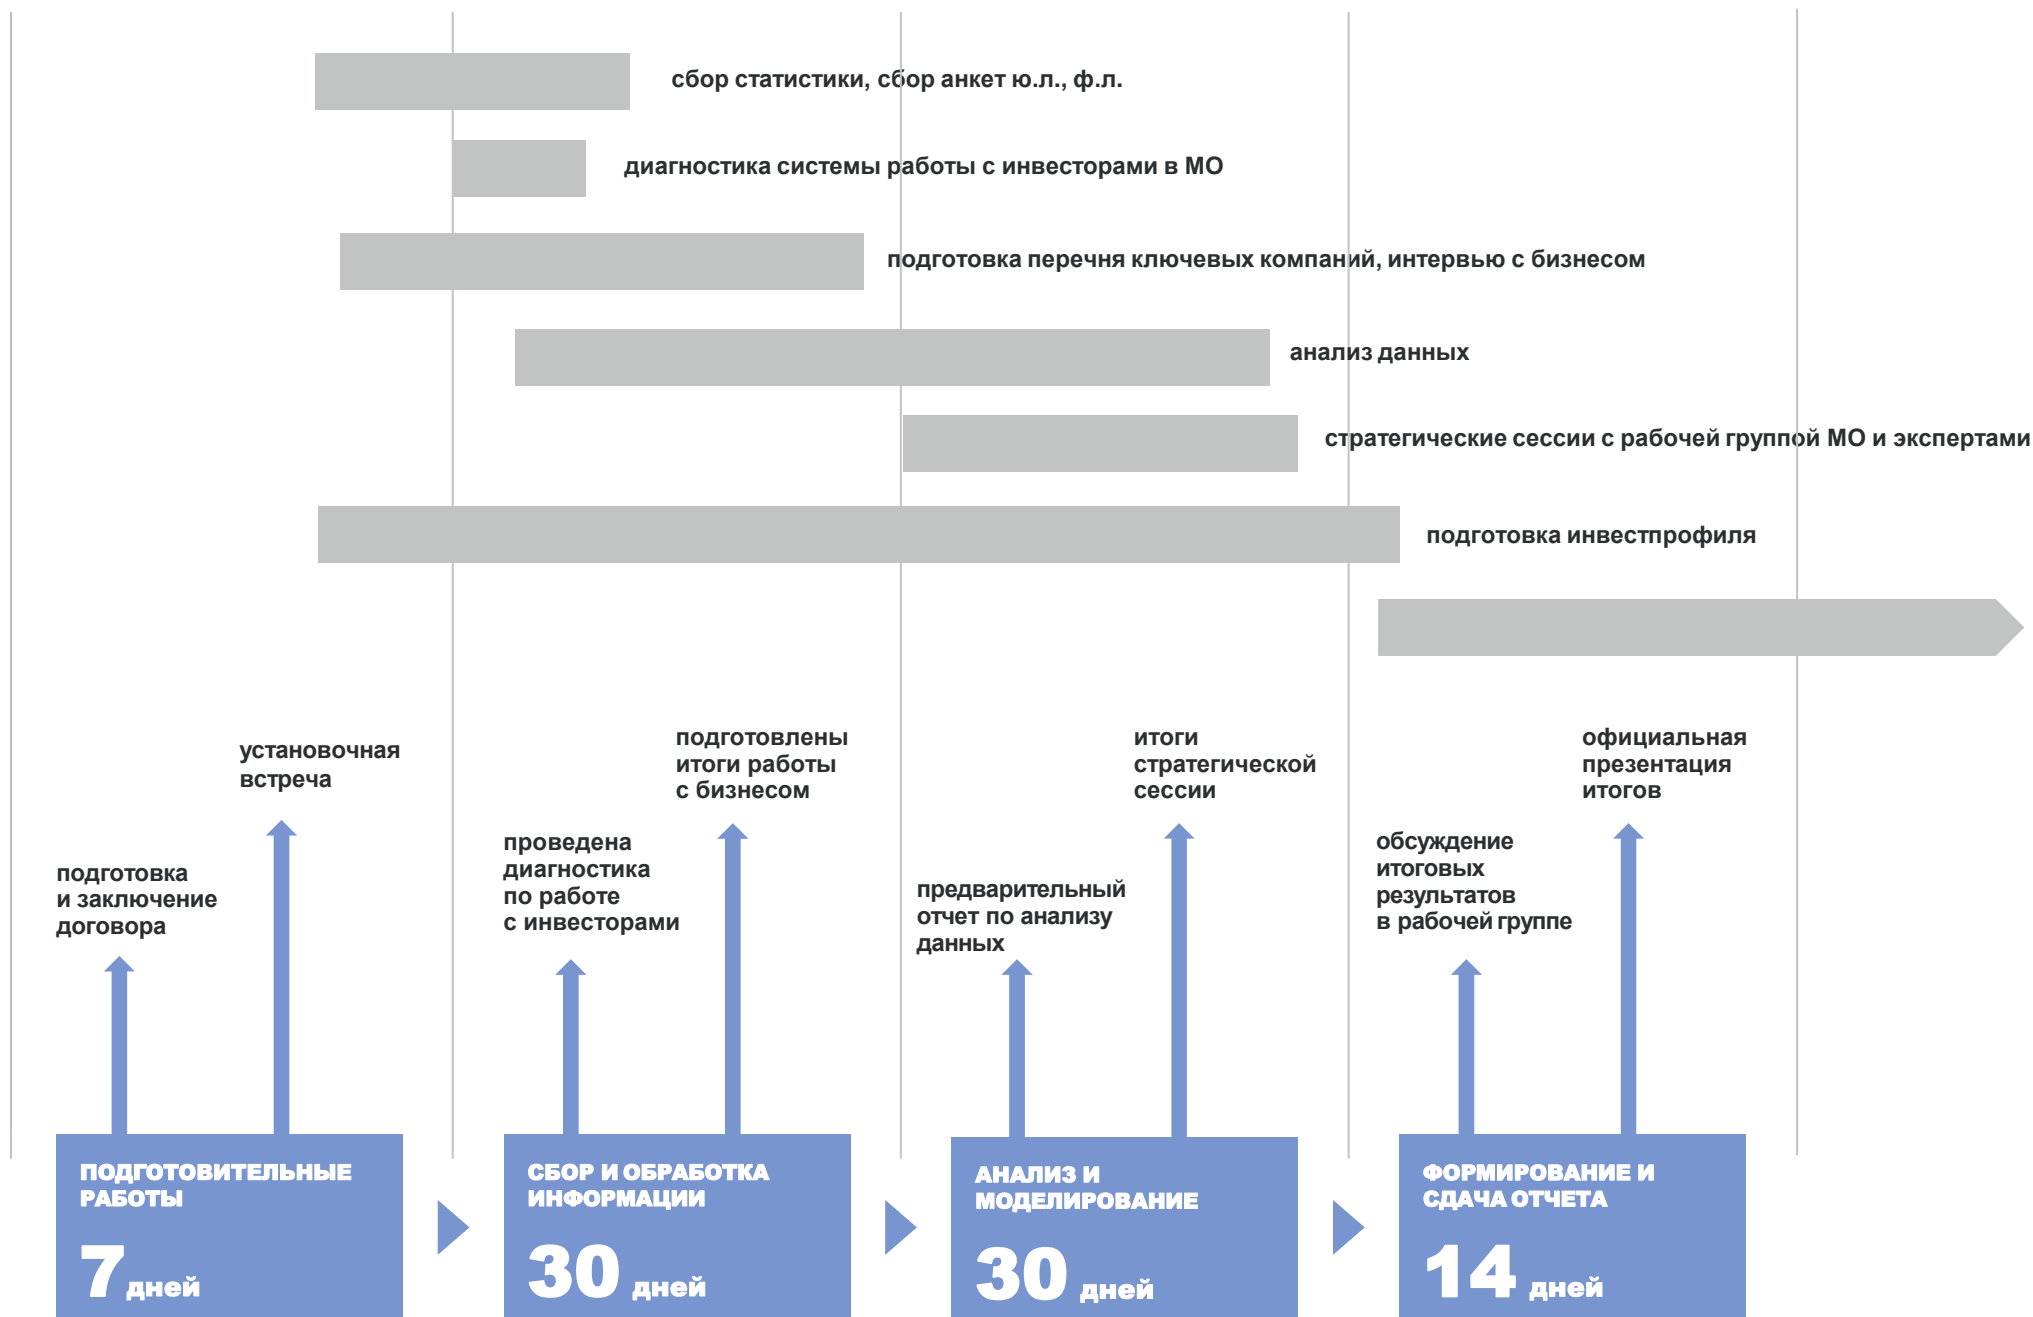 сбор статистики, сбор анкет ю.л., ф.л.
диагностика системы работы с инвесторами в МО
подготовка перечня ключевых компаний, интервью с бизнесом
анализ данных
стратегические сессии с рабочей группой МО и экспертами
подготовка инвестпрофиля
подготовка
и заключение
договора
установочная
встреча
проведена
диагностика
по работе
с инвесторами
подготовлены
итоги работы
с бизнесом
предварительный
отчет по анализу
данных
итоги
стратегической
сессии
обсуждение
итоговых
результатов
в рабочей группе
официальная
презентация
итогов
ПОДГОТОВИТЕЛЬНЫЕ
РАБОТЫ
7 дней
СБОР И ОБРАБОТКА
ИНФОРМАЦИИ
30 дней
АНАЛИЗ И
МОДЕЛИРОВАНИЕ
30 дней
ФОРМИРОВАНИЕ И
СДАЧА ОТЧЕТА
14 дней